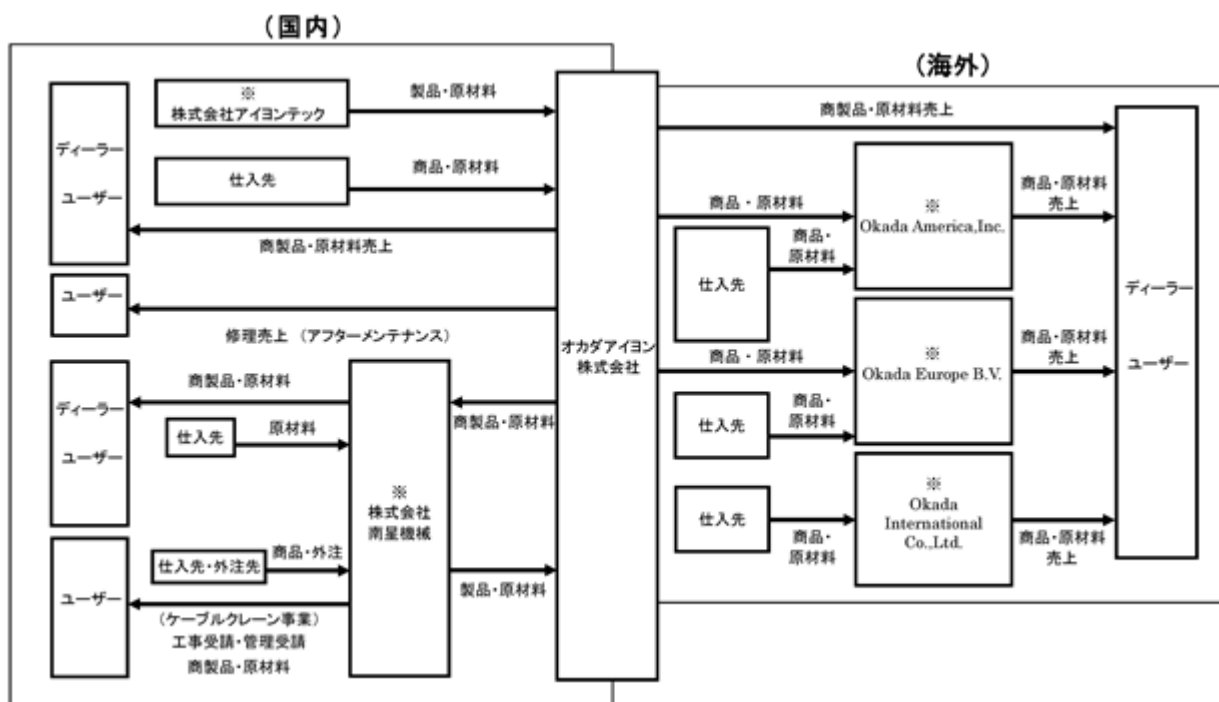 （国内）
※
株式会社アイヨンテック
製品・原材料
ディーラー
ユーザー
仕入先
商品・原材料
商製品・原材料売上
ユーザー
修理売上　（アフターメンテナンス）
商製品・原材料
ディーラー
ユーザー
仕入先
原材料
商製品・原材料
※
株式会社
南星機械
仕入先・外注先
商品・外注
ユーザー
製品・原材料
（ケーブルクレーン事業）
工事受請・管理受請
商製品・原材料
オカダアイヨン
株式会社
（海外）
商製品・原材料売上
商品・原材料
※
Okada America,Inc.
商品・原材料
売上
仕入先
商品・
原材料
商品・原材料
※
Okada Europe B.V.
商品・原材料
売上
仕入先
商品・
原材料
※
Okada
International
Co.,Ltd.
仕入先
商品・
原材料
商品・原材料
売上
ディーラー
ユーザー